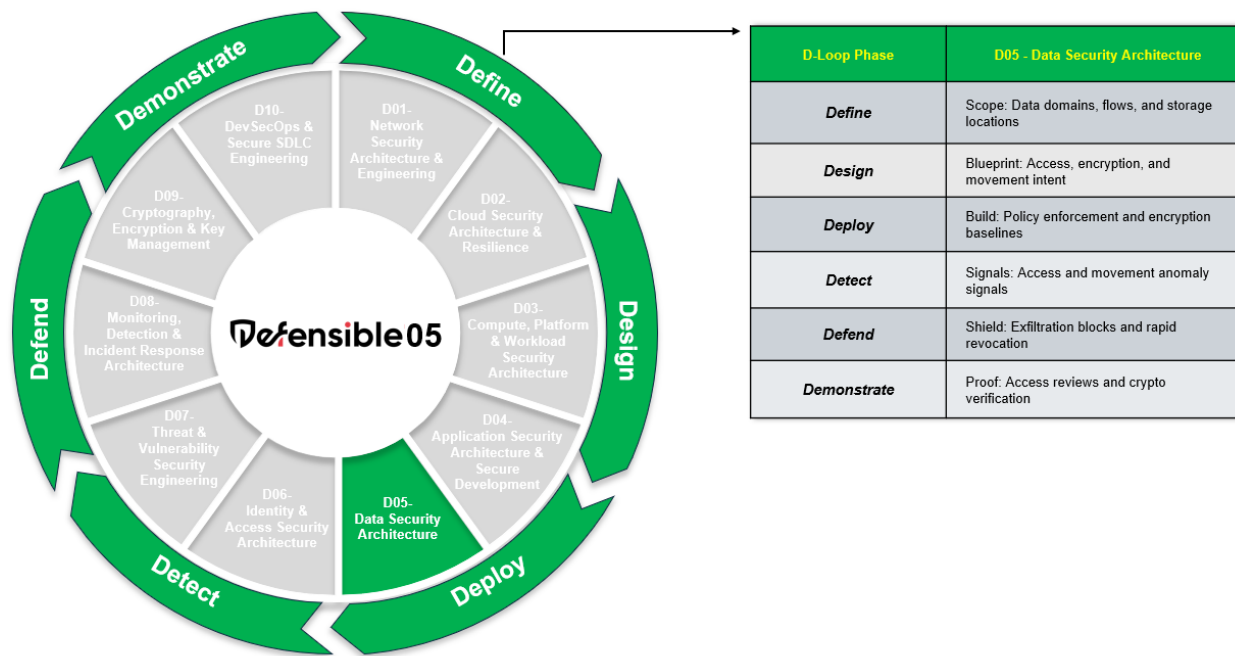 Demonstrate
Define
Design
Deploy
Detect
Defend
D10-
DevSecOps &
Secure SDLC
Engineering
D01-
Network
Security
Architecture &
Engineering
D02-
Cloud Security
Architecture &
Resilience
D03-
Compute, Platform
& Workload
Security
Architecture
D04-
Application Security
Architecture &
Secure
Development
D05-
Data Security
Architecture
D06-
Identity &
Access Security
Architecture
D07-
Threat &
Vulnerability
Security
Engineering
D08-
Monitoring,
Detection &
Incident Response
Architecture
D09-
Cryptography,
Encryption & Key
Management
Defensible05
D-Loop Phase
D05 - Data Security Architecture
Define
Scope: Data domains, flows, and storage
locations
Design
Blueprint: Access, encryption, and
movement intent
Deploy
Build: Policy enforcement and encryption
baselines
Detect
Signals: Access and movement anomaly
signals
Defend
Shield: Exfiltration blocks and rapid
revocation
Demonstrate
Proof: Access reviews and crypto
verification